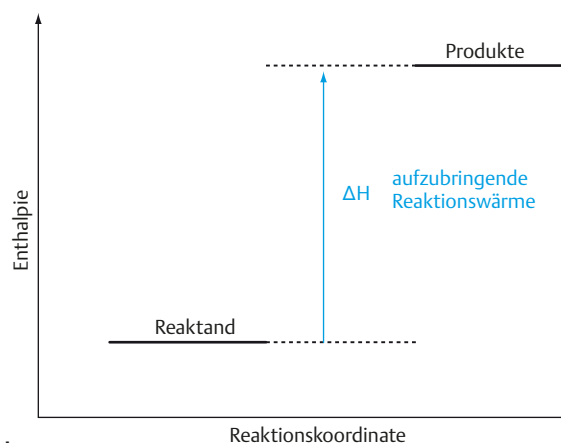 Produkte
ΔH
aufzubringende
Reaktionswärme
Enthalpie
Reaktand
Reaktionskoordinate